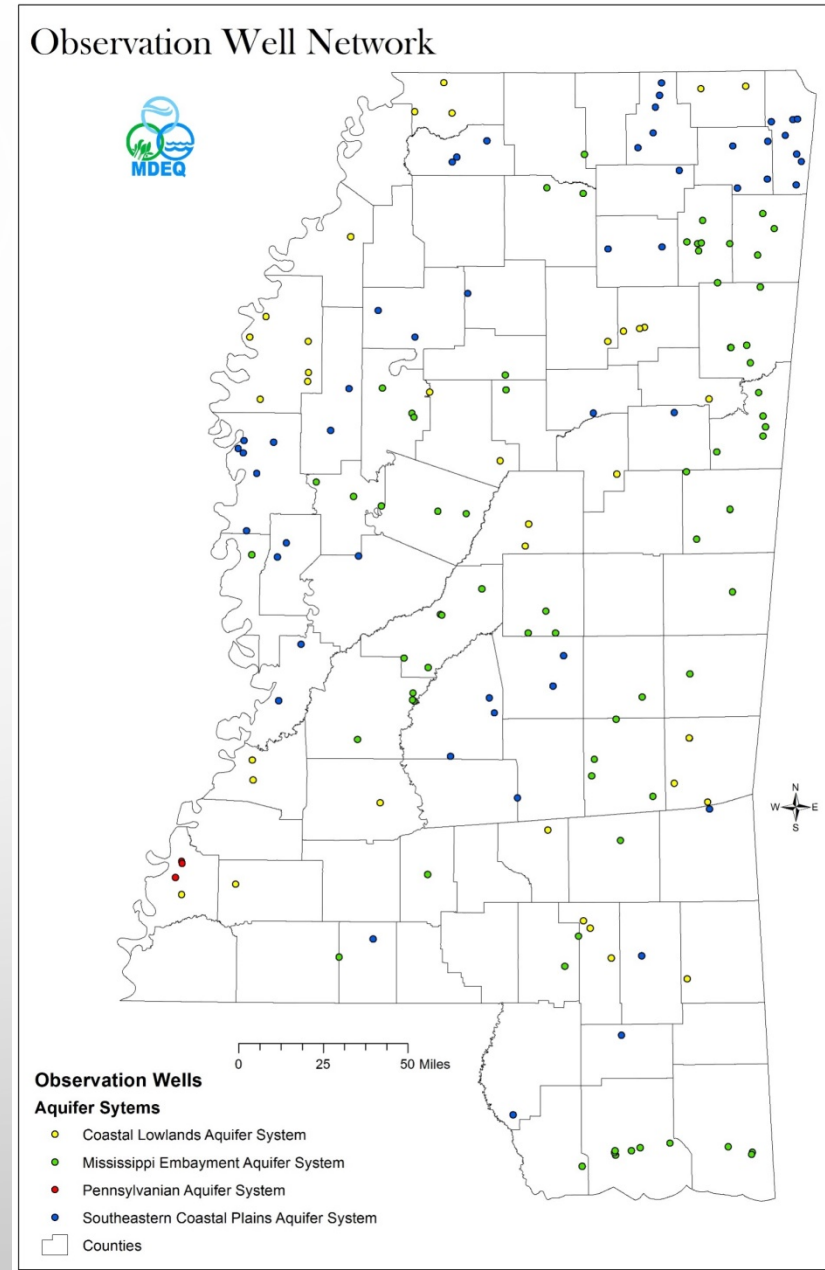 Observation Well Network
MDEQ
N
W E
S
0 25 50 Miles
Observation Wells
Aquifer Sytems
Coastal Lowlands Aquifer System
Mississippi Embayment Aquifer System
Pennsylvanian Aquifer System
Southeastern Coastal Plains Aquifer System
Counties